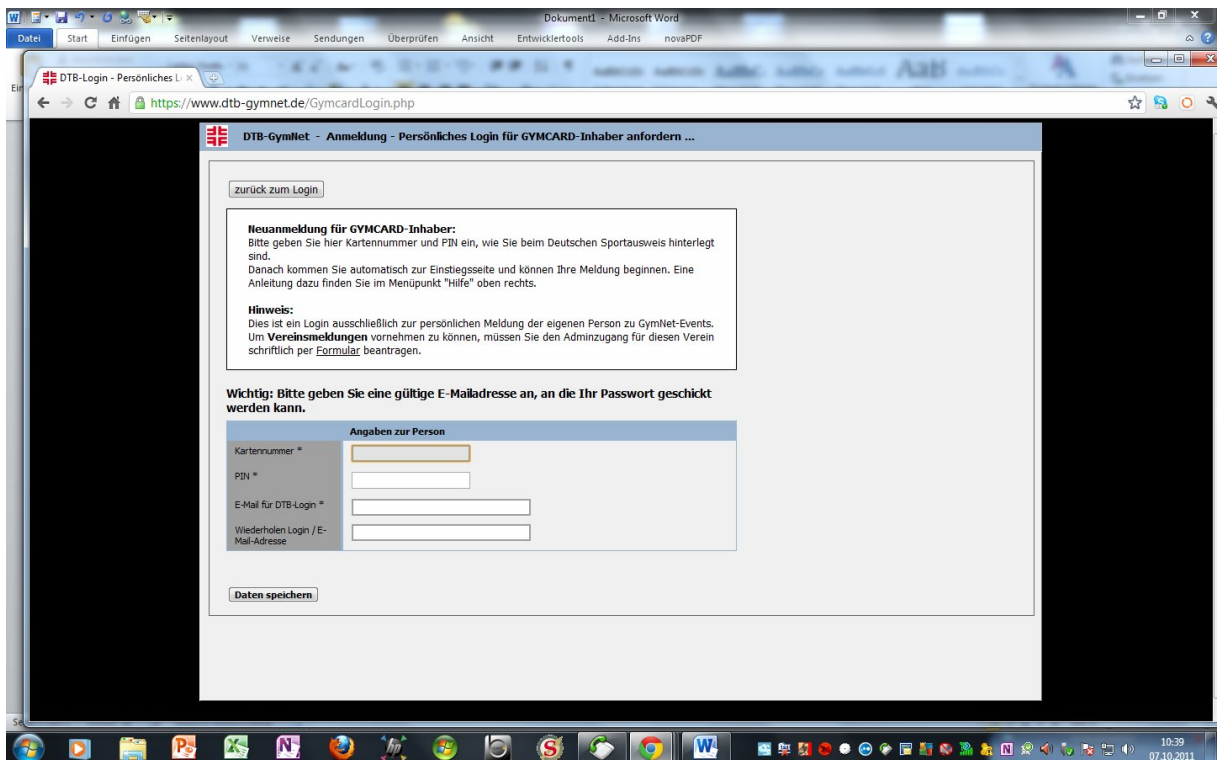 Dokument1 - Microsoft Word
Datei Start Einfügen Seitenlayout Verweise Sendungen Überprüfen Ansicht Entwicklertools Add-Ins novaPDF
DTB-Login - Persönliches L
https://www.dtb-gymnet.de/GymcardLogin.php
DTB-GymNet - Anmeldung - Persönliches Login für GYMCARD-Inhaber anfordern ...
zurück zum Login
Neuanmeldung für GYMCARD-Inhaber:
Bitte geben Sie hier Kartennummer und PIN ein, wie Sie beim Deutschen Sportausweis hinterlegt
sind.
Danach kommen Sie automatisch zur Einstiegsseite und können Ihre Meldung beginnen. Eine
Anleitung dazu finden Sie im Menüpunkt "Hilfe" oben rechts.
Hinweis:
Dies ist ein Login ausschließlich zur persönlichen Meldung der eigenen Person zu GymNet-Events.
Um Vereinsmeldungen vornehmen zu können, müssen Sie den Adminzugang für diesen Verein
schriftlich per Formular beantragen.
Wichtig: Bitte geben Sie eine gültige E-Mailadresse an, an die Ihr Passwort geschickt
werden kann.
Angaben zur Person
Kartennummer *
PIN *
E-Mail für DTB-Login *
Wiederholen Login / E-
Mail-Adresse
Daten speichern
10:39
07.10.2011